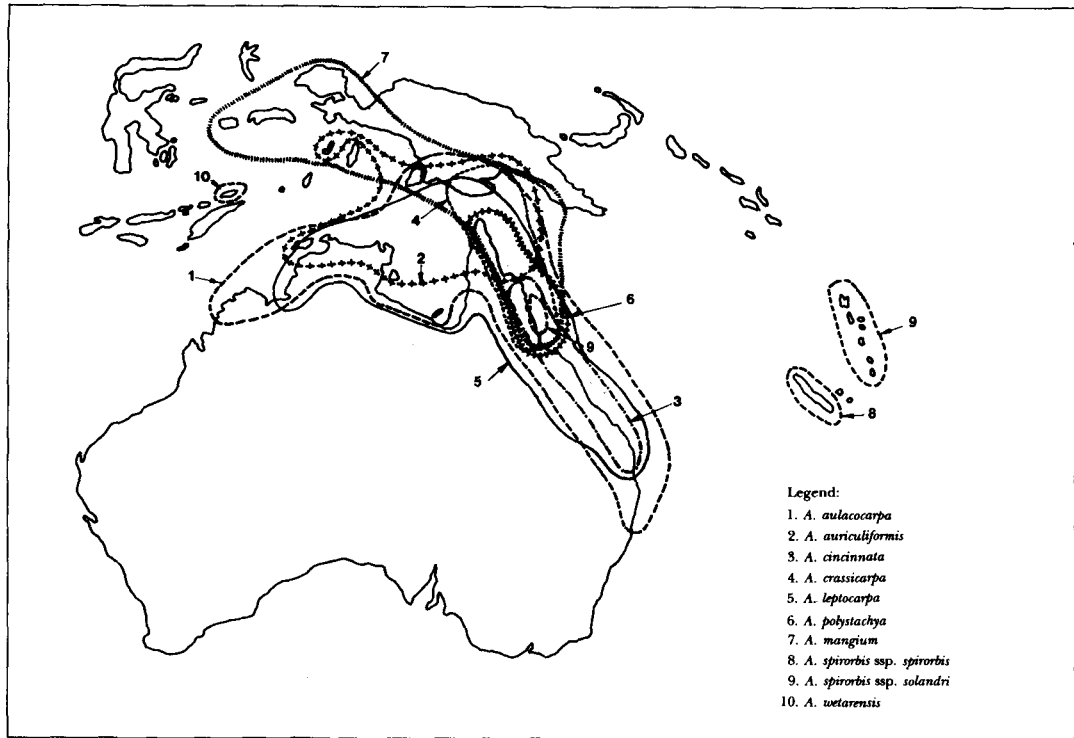 7
10
4
1
2
6
9
5
3
9
8
Legend:
1. A. aulacocarpa
2. A. auriculiformis
3. A. cincinnata
4. A. crassicarpa
5. A. leptocarpa
6. A. polystachya
7. A. mangium
8. A. spirorbis ssp. spirorbis
9. A. spirorbis ssp. solandri
10. A. wetarensis